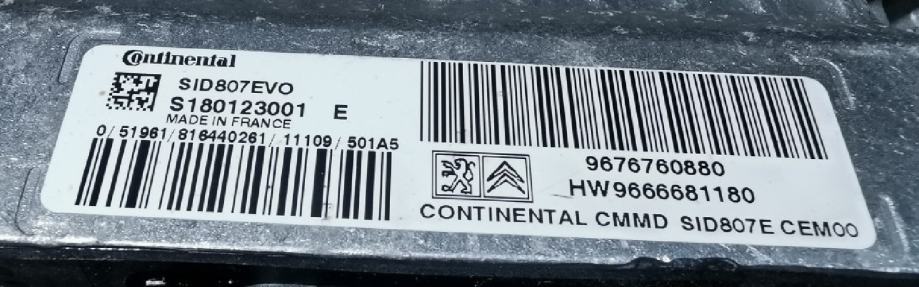 Continental
SID807EVO
S180123001 E
MADE IN FRANCE
0/51961/816440261/11109/501A5
9676760880
HW9666681180
CONTINENTAL CMMD SID807E CEM00